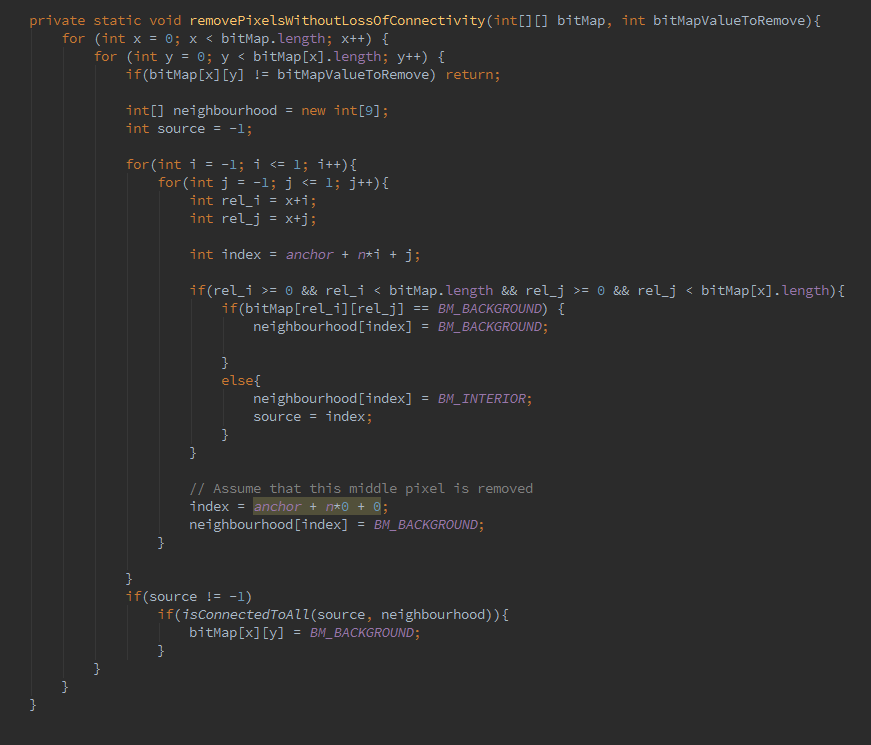 private static void removePixelsWithoutLossOfConnectivity(int[][] bitMap, int bitMapValueToRemove){
for (int x = 0; x < bitMap.length; x++) {
for (int y = 0; y < bitMap[x].length; y++) {
if(bitMap[x][y] != bitMapValueToRemove) return;
int[] neighbourhood = new int[9];
int source = -1;
for(int i = -1; i <= 1; i++){
for(int j = -1; j <= 1; j++){
int rel_i = x+i;
int rel_j = x+j;
int index = anchor + n*i + j;
if(rel_i >= 0 && rel_i < bitMap.length && rel_j >= 0 && rel_j < bitMap[x].length){
if(bitMap[rel_i][rel_j] == BM_BACKGROUND) {
neighbourhood[index] = BM_BACKGROUND;
}
else{
neighbourhood[index] = BM_INTERIOR;
source = index;
}
}
// Assume that this middle pixel is removed
index = anchor + n*0 + 0;
neighbourhood[index] = BM_BACKGROUND;
}
}
if(source != -1)
if(isConnectedToAll(source, neighbourhood)){
bitMap[x][y] = BM_BACKGROUND;
}
}
}
}